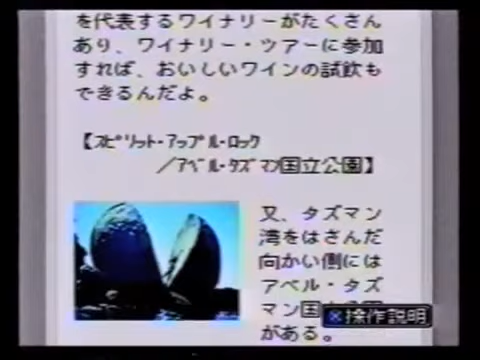 を代表するワイナリーがたくさん
あり、ワイナリー・ツアーに参加
すれば、おいしいワインの試飲も
できるんだよ。
【ｽﾋﾟﾘｯﾄ・ｱｯﾌﾟﾙ・ﾛｯｸ
／ｱﾍﾞﾙ・ﾀｽﾞﾏﾝ国立公園】
又、タズマン
湾をはさんだ
向かい側には
アベル・タズ
マン国
がある。
※操作説明